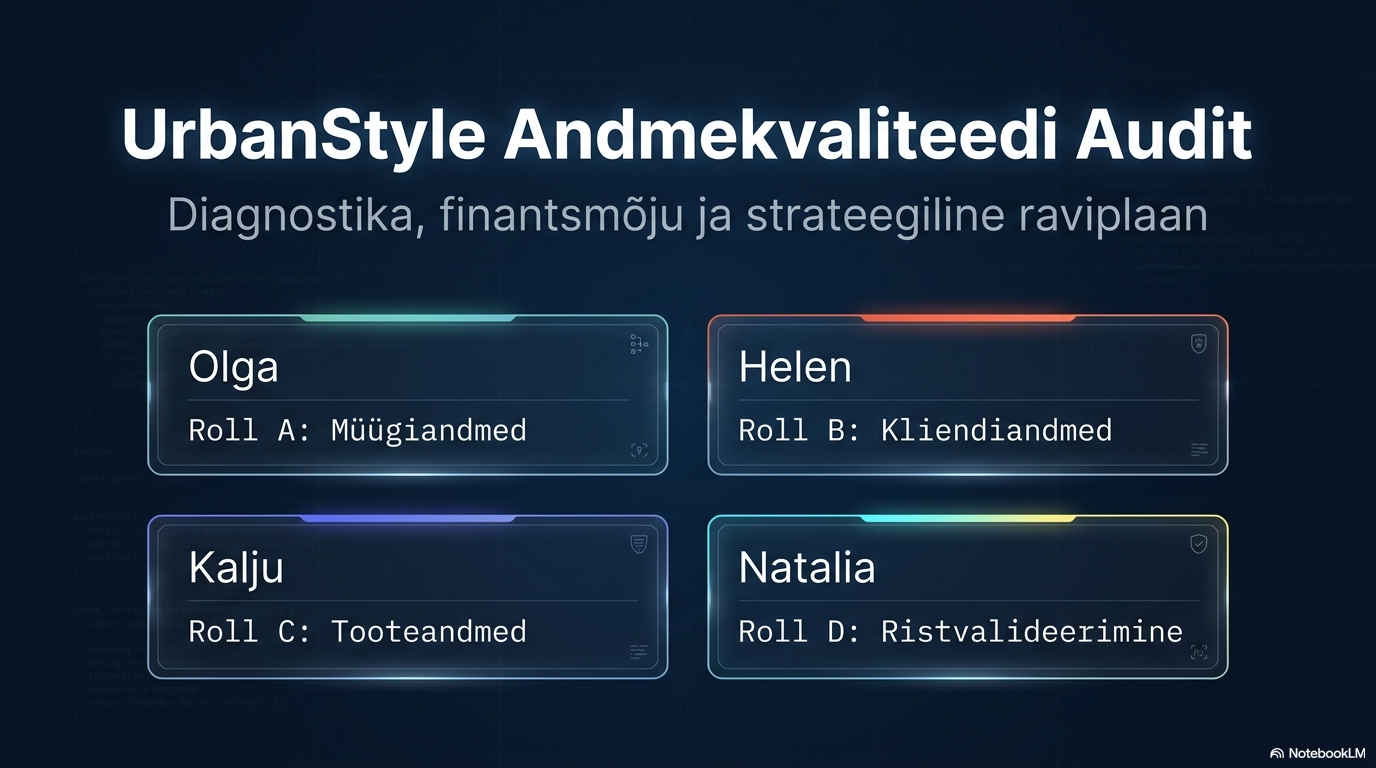 UrbanStyle Andmekvaliteedi Audit
Diagnostika, finantsmõju ja strateegiline raviplaan
Olga
Roll A: Müügiandmed
Helen
Roll B: Kliendiandmed
Kalju
Roll C: Tooteandmed
Natalia
Roll D: Ristvalideerimine
NotebookLM